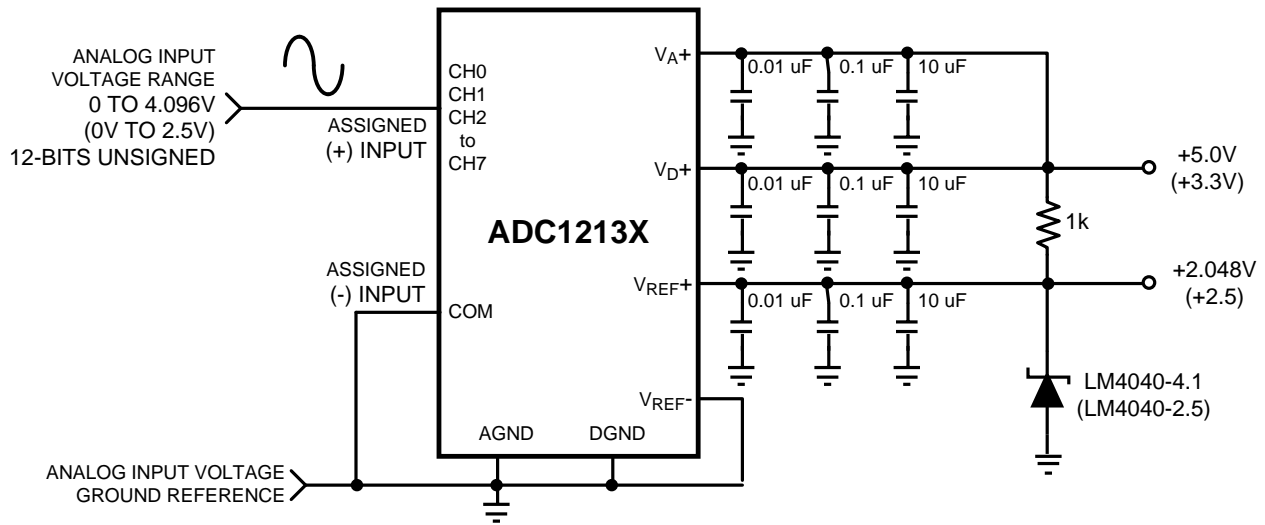 ANALOG INPUT
VOLTAGE RANGE
0 TO 4.096V
(0V TO 2.5V)
12-BITS UNSIGNED
ASSIGNED
(+) INPUT
ASSIGNED
(-) INPUT
ANALOG INPUT VOLTAGE
GROUND REFERENCE
CH0
CH1
CH2
to
CH7
COM
ADC1213X
AGND
DGND
VA+
VD+
VREF+
VREF-
0.01 uF
0.1 uF
10 uF
0.01 uF
0.1 uF
10 uF
0.01 uF
0.1 uF
10 uF
+5.0V
(+3.3V)
1k
+2.048V
(+2.5)
LM4040-4.1
(LM4040-2.5)